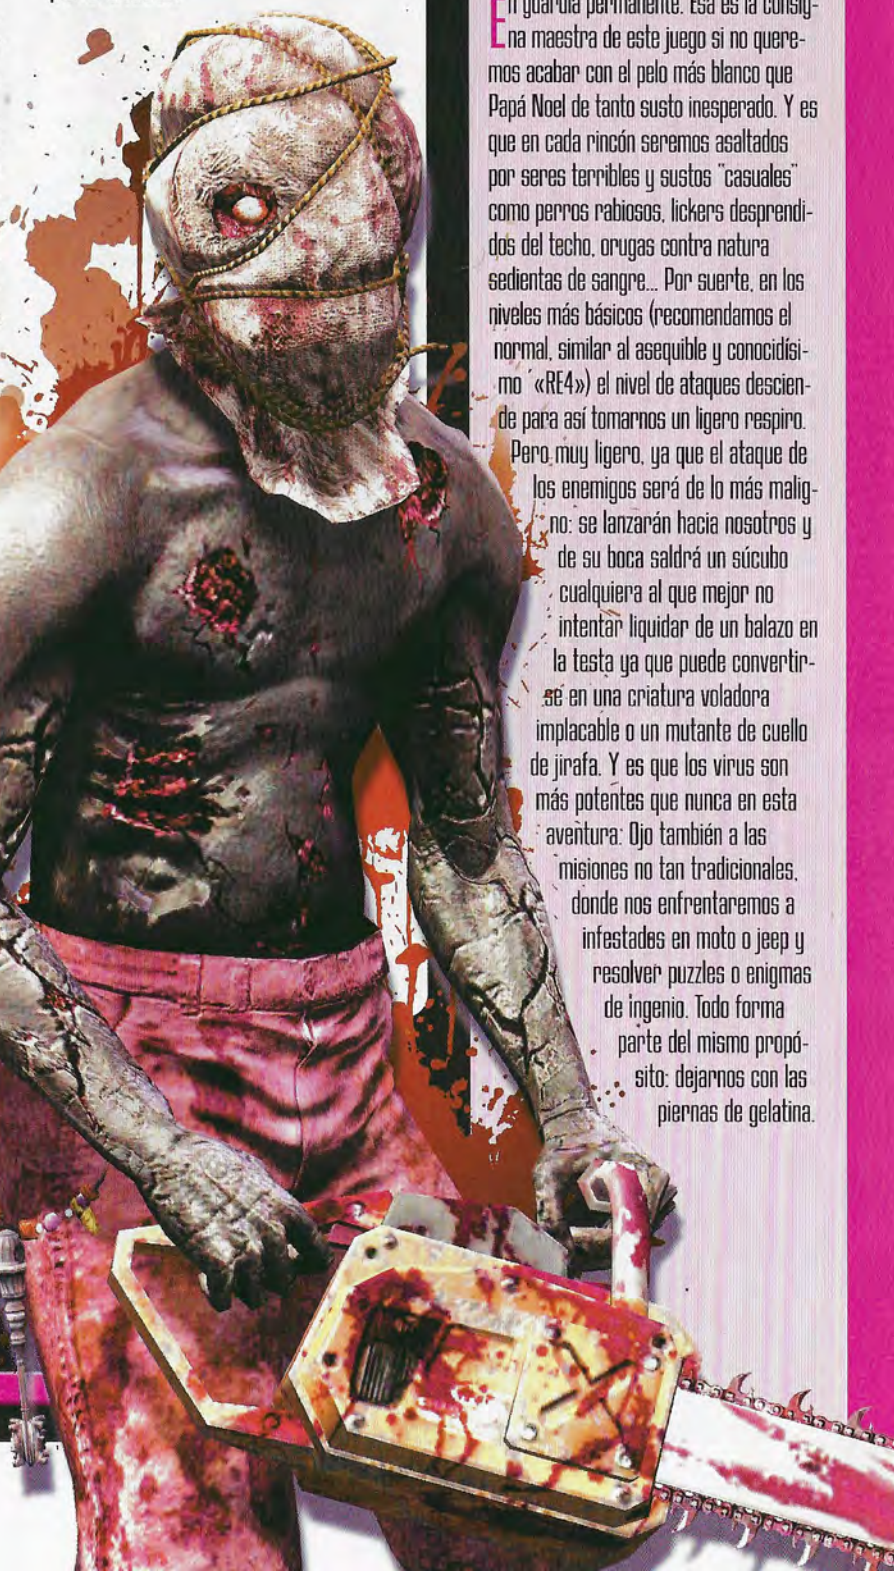 En guardia permanente. Esa es la consig-
na maestra de este juego si no quere-
mos acabar con el pelo más blanco que
Papá Noel de tanto susto inesperado. Y es
que en cada rincón seremos asaltados
por seres terribles y sustos "casuales"
como perros rabiosos, lickers desprendi-
dos del techo, orugas contra natura
sedientas de sangre... Por suerte, en los
niveles más básicos (recomendamos el
normal, similar al asequible y conocidísi-
mo «RE4») el nivel de ataques descien-
de para así tomarnos un ligero respiro.
Pero muy ligero, ya que el ataque de
los enemigos será de lo más malig-
no: se lanzarán hacia nosotros y
de su boca saldrá un súcubo
cualquiera al que mejor no
intentar liquidar de un balazo en
la testa ya que puede convertir-
se en una criatura voladora
implacable o un mutante de cuello
de jirafa. Y es que los virus son
más potentes que nunca en esta
aventura: Ojo también a las
misiones no tan tradicionales,
donde nos enfrentaremos a
infestados en moto o jeep y
resolver puzzles o enigmas
de ingenio. Todo forma
parte del mismo propó-
sito: dejarnos con las
piernas de gelatina.